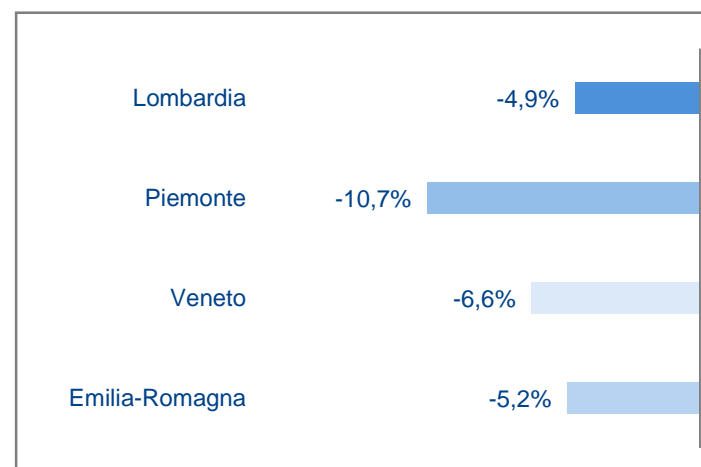 Lombardia -4,9%
Piemonte -10,7%
Veneto -6,6%
Emilia-Romagna -5,2%